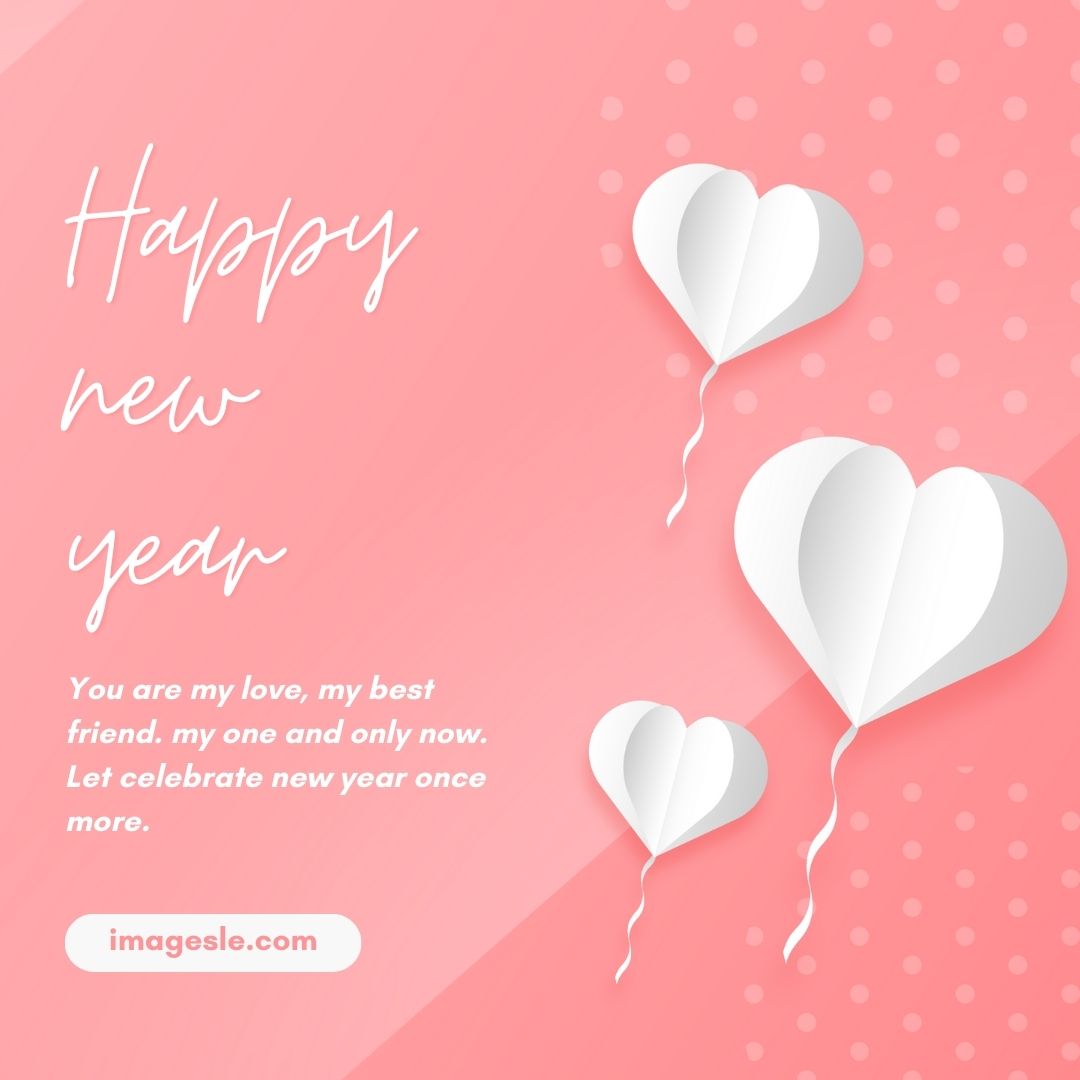 Happy
new
year
You are my love, my best
friend. my one and only now.
Let celebrate new year once
more.
imagesle.com